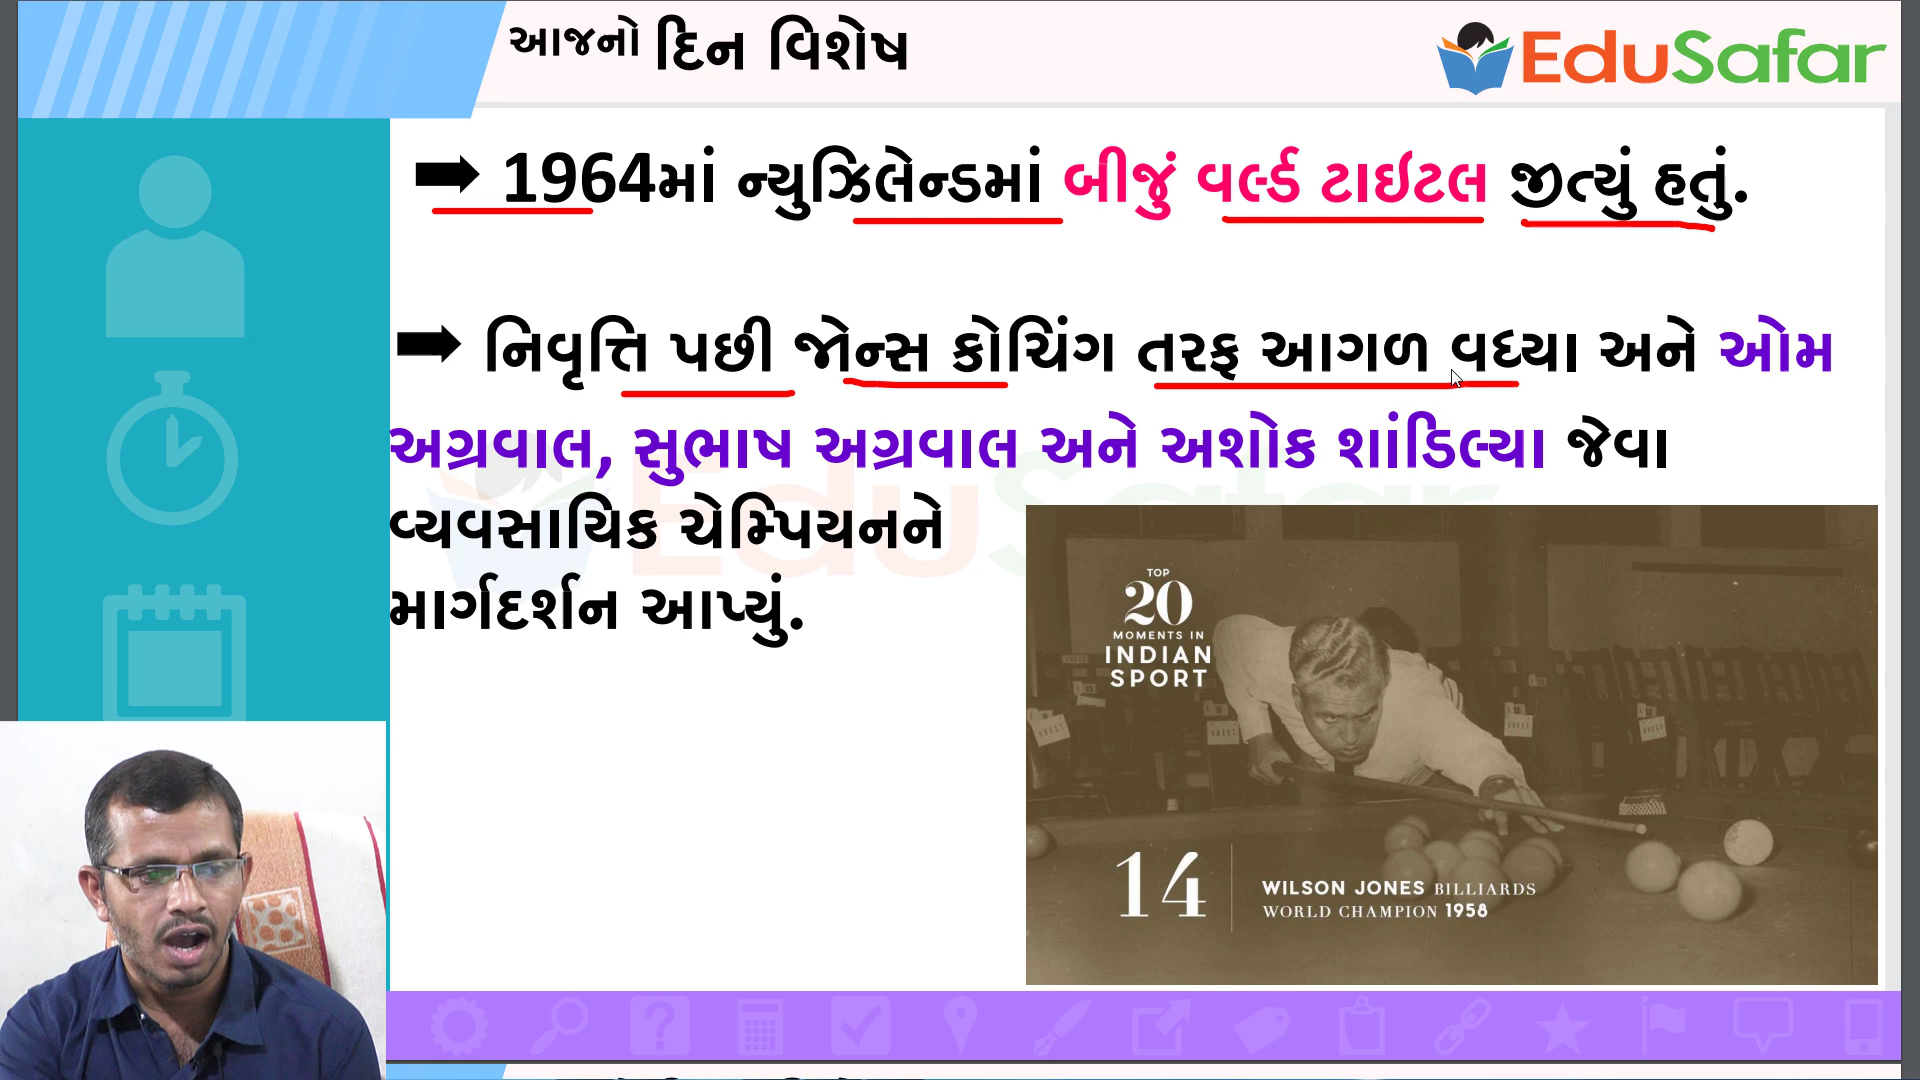 આજનો દિન વિશેષ
EduSafar
➡ 1964માં ન્યુઝિલેન્ડમાં બીજું વર્લ્ડ ટાઇટલ જીત્યું હતું.
➡ નિવૃત્તિ પછી જોન્સ કોચિંગ તરફ આગળ વધ્યા અને ઓમ
અગ્રવાલ, સુભાષ અગ્રવાલ અને અશોક શાંડિલ્યા જેવા
વ્યવસાયિક ચેમ્પિયનને
માર્ગદર્શન આપ્યું.
TOP
20
MOMENTS IN
INDIAN
SPORT
14
WILSON JONES BILLIARDS
WORLD CHAMPION 1958